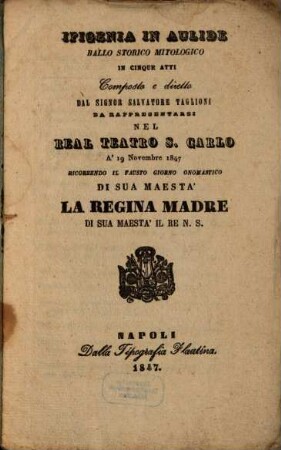 IFIGENIA IN AULIDE
BALLO STORICO MITOLOGICO
IN CINQUE ATTI
Composto e diretto
DAL SIGNOR SALVATORE TAGLIONI
DA RAPPRESENTARSI
NEL
REAL TEATRO S. CARLO
A' 19 Novembre 1847
RICORRENDO IL FAUSTO GIORNO ONOMASTICO
DI SUA MAESTA'
LA REGINA MADRE
DI SUA MAESTA' IL RE N. S.
NAPOLI
Dalla Tipografia Flautina
1847.